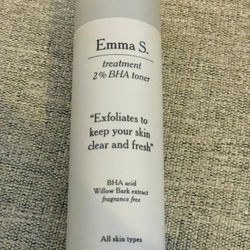 Emma S.
treatment
2% BHA toner
“Exfoliates to
keep your skin
clear and fresh”
BHA acid
Willow Bark extract
fragrance free
All skin types